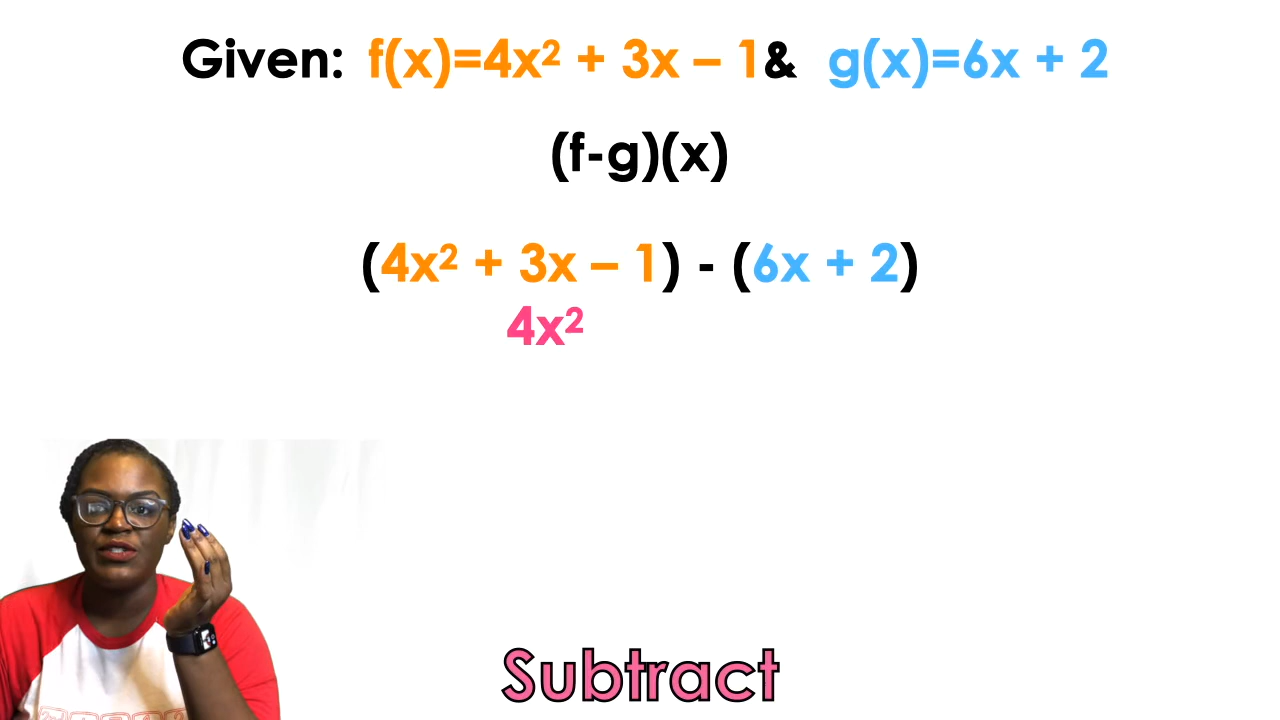 Given: f(x)=4x² + 3x – 1& g(x)=6x + 2
(f-g)(x)
(4x² + 3x – 1) - (6x + 2)
4x²
Subtract